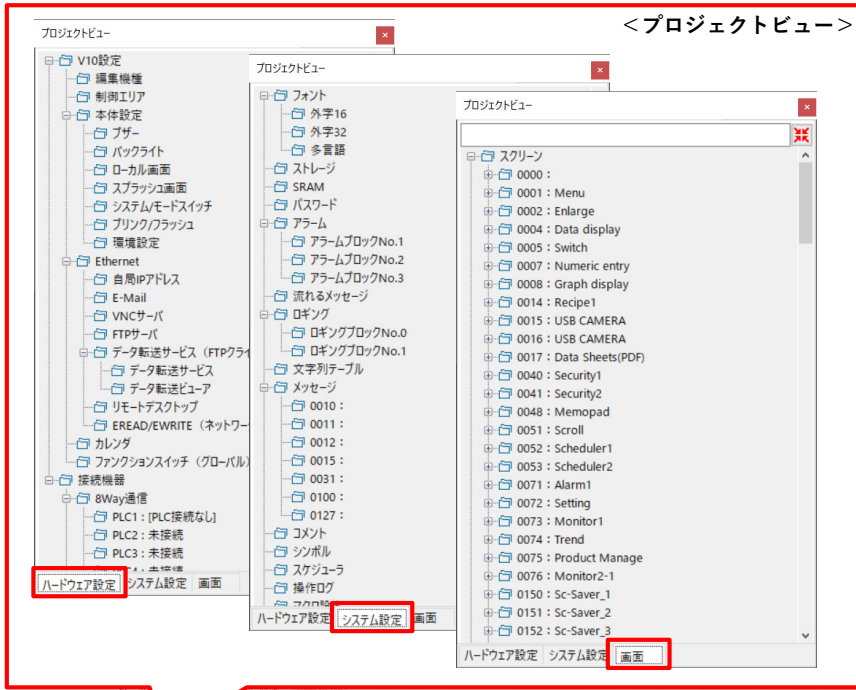 <プロジェクトビュー>
プロジェクトビュー
V10設定
編集機種
制御エリア
本体設定
ブザー
バックライト
ローカル画面
スプラッシュ画面
システム/モードスイッチ
ブリンク/フラッシュ
環境設定
Ethernet
自局IPアドレス
E-Mail
VNCサーバ
FTPサーバ
データ転送サービス（FTPクライ
データ転送サービス
データ転送ビューア
リモートデスクトップ
EREAD/EWRITE（ネットワー
カレンダ
ファンクションスイッチ（グローバル）
接続機器
8Way通信
PLC1 : [PLC接続なし]
PLC2 : 未接続
PLC3 : 未接続
ハードウェア設定 システム設定 画面
プロジェクトビュー
フォント
外字16
外字32
多言語
ストレージ
SRAM
パスワード
アラーム
アラームブロックNo.1
アラームブロックNo.2
アラームブロックNo.3
流れるメッセージ
ロギング
ロギングブロックNo.0
ロギングブロックNo.1
文字列テーブル
メッセージ
0010 :
0011 :
0012 :
0015 :
0031 :
0100 :
0127 :
コメント
シンボル
スケジューラ
操作ログ
ハードウェア設定 システム設定 画面
プロジェクトビュー
スクリーン
0000 :
0001 : Menu
0002 : Enlarge
0004 : Data display
0005 : Switch
0007 : Numeric entry
0008 : Graph display
0014 : Recipe1
0015 : USB CAMERA
0016 : USB CAMERA
0017 : Data Sheets(PDF)
0040 : Security1
0041 : Security2
0048 : Memopad
0051 : Scroll
0052 : Scheduler1
0053 : Scheduler2
0071 : Alarm1
0072 : Setting
0073 : Monitor1
0074 : Trend
0075 : Product Manage
0076 : Monitor2-1
0150 : Sc-Saver_1
0151 : Sc-Saver_2
0152 : Sc-Saver_3
ハードウェア設定 システム設定 画面